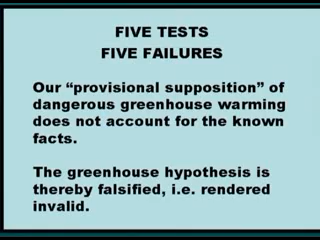 FIVE TESTS
FIVE FAILURES
Our “provisional supposition” of
dangerous greenhouse warming
does not account for the known
facts.
The greenhouse hypothesis is
thereby falsified, i.e. rendered
invalid.